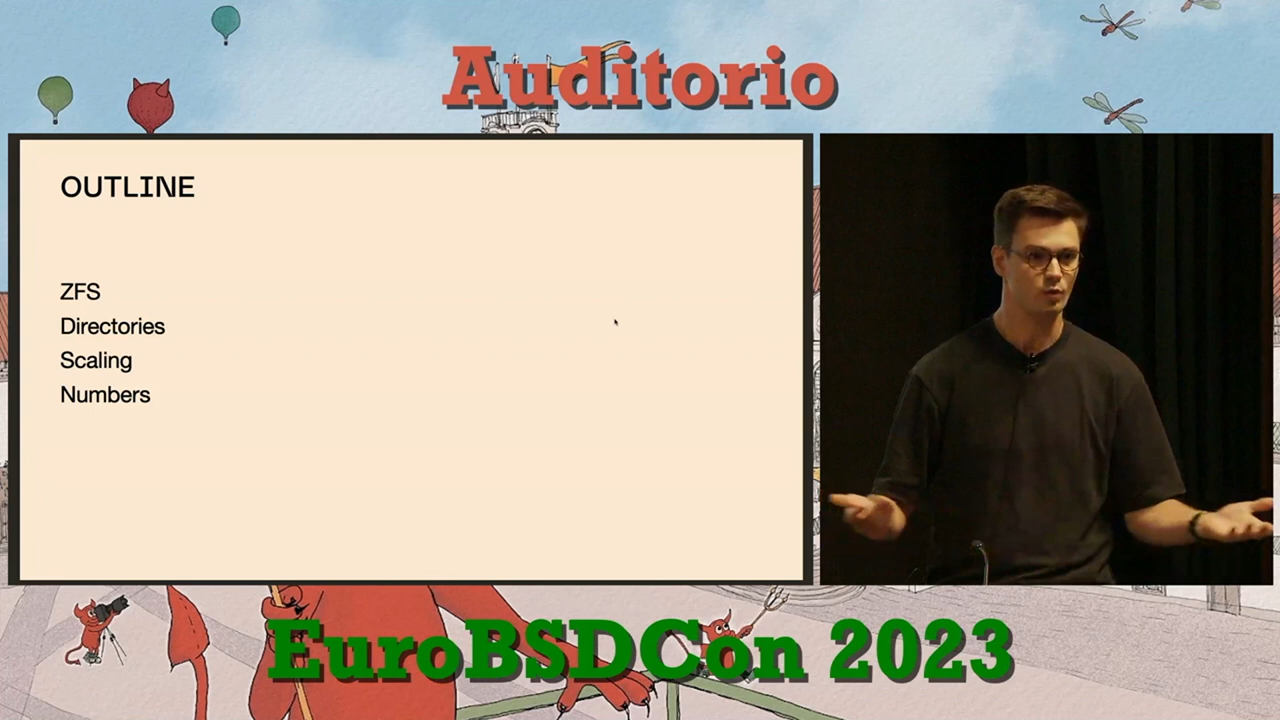 Auditorio
OUTLINE
ZFS
Directories
Scaling
Numbers
EuroBSDCon 2023